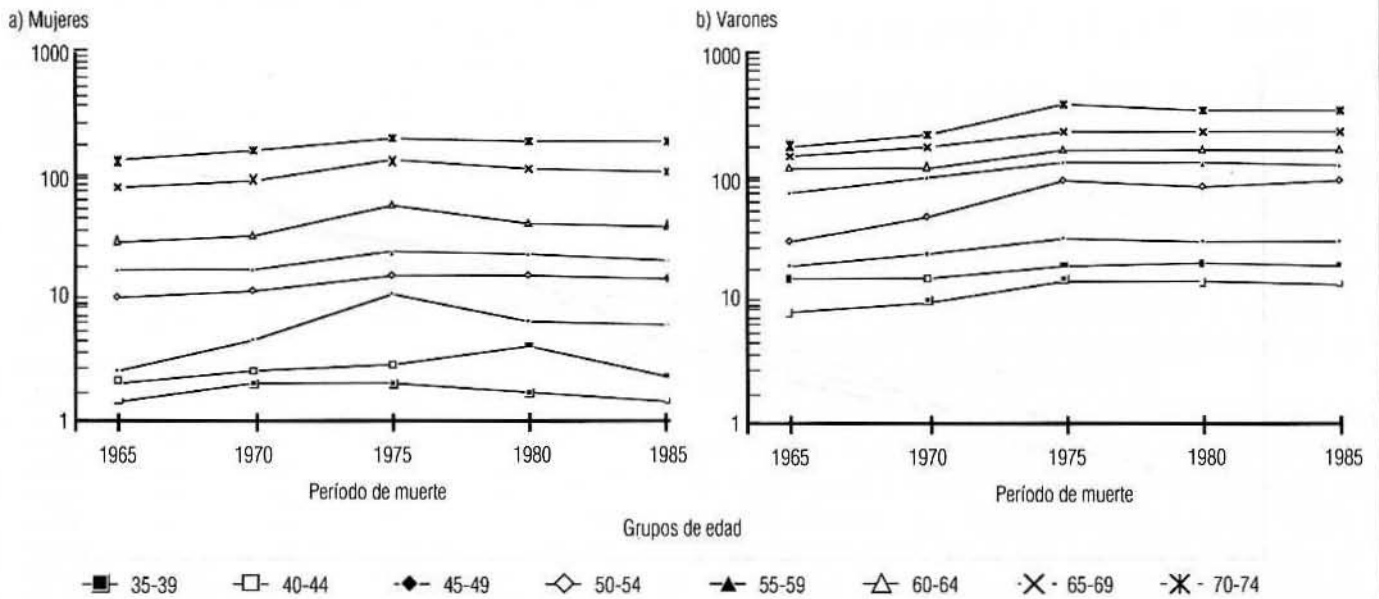 a) Mujeres
1000
100
10
1
1965 1970 1975 1980 1985
Período de muerte
b) Varones
1000
100
10
1
1965 1970 1975 1980 1985
Período de muerte
Grupos de edad
35-39 40-44 45-49 50-54 55-59 60-64 65-69 70-74